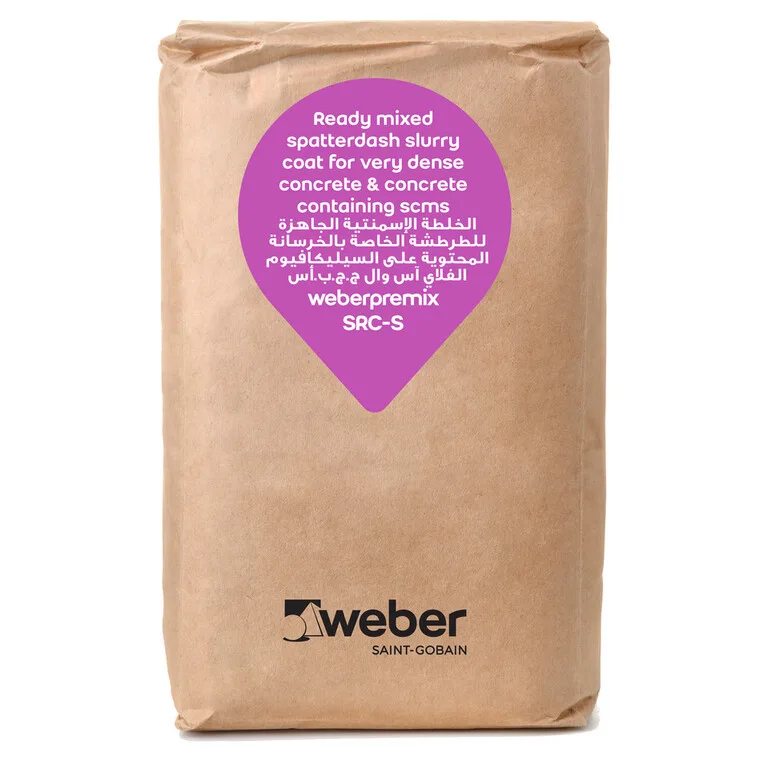 Ready mixed
spatterdash slurry
coat for very dense
concrete & concrete
containing scms
الخلطة الإسمنتية الجاهزة
للطرطشة الخاصة بالخرسانة
المحتوية على السيليكافيوم
الفلاي آس وال ج.ج.ب.أس
weberpremix
SRC-S
weber
SAINT-GOBAIN